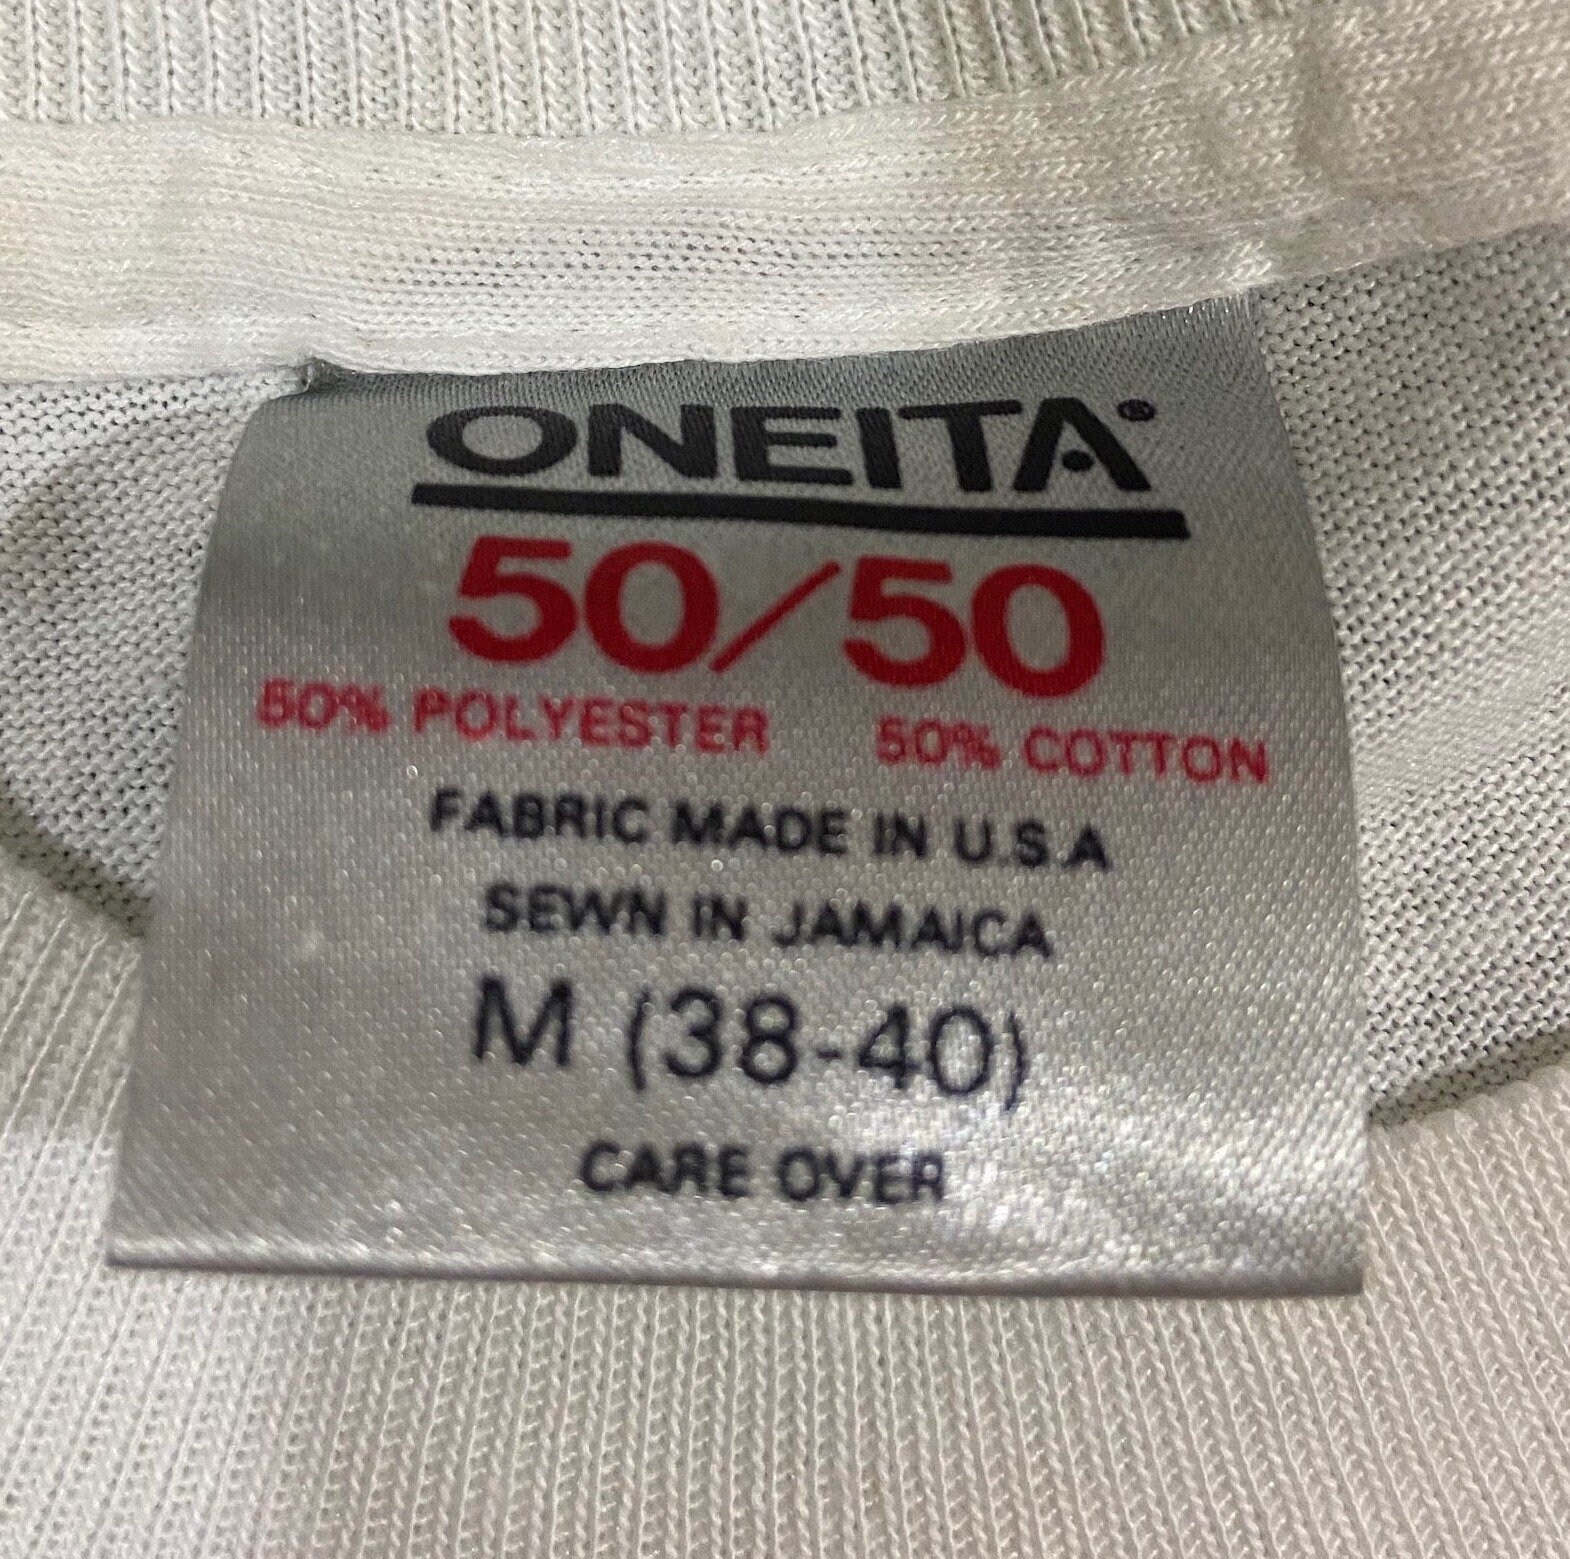 ONEITA®
50/50
50% POLYESTER 50% COTTON
FABRIC MADE IN U.S.A
SEWN IN JAMAICA
M (38-40)
CARE OVER